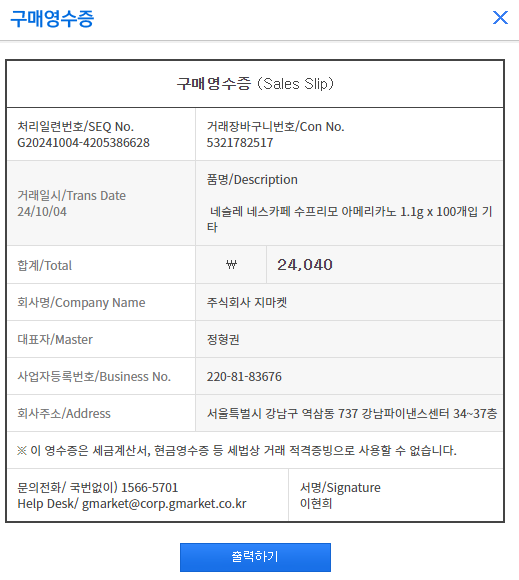 구매영수증
구매영수증 (Sales Slip)
처리일련번호/SEQ No.
G20241004-4205386628
거래장바구니번호/Con No.
5321782517
거래일시/Trans Date
24/10/04
품명/Description
네슬레 네스카페 수프리모 아메리카노 1.1g x 100개입 기
타
합계/Total
₩
24,040
회사명/Company Name
주식회사 지마켓
대표자/Master
정형권
사업자등록번호/Business No.
220-81-83676
회사주소/Address
서울특별시 강남구 역삼동 737 강남파이낸스센터 34~37층
※ 이 영수증은 세금계산서, 현금영수증 등 세법상 거래 적격증빙으로 사용할 수 없습니다.
문의전화/ 국번없이) 1566-5701
Help Desk/ gmarket@corp.gmarket.co.kr
서명/Signature
이현희
출력하기